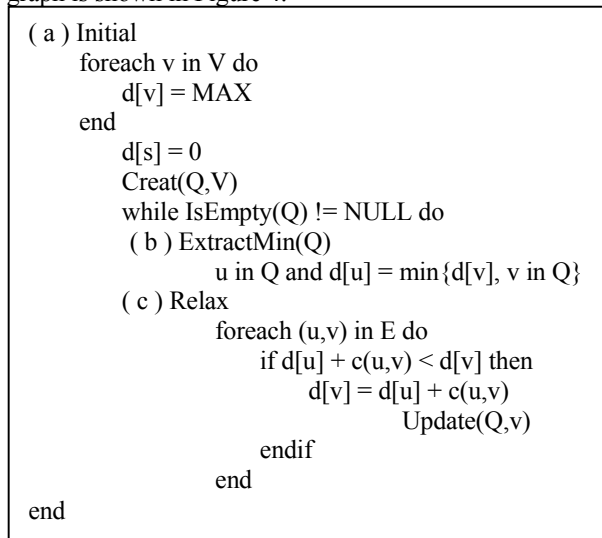 graph is shown in Figure 4.
( a ) Initial
foreach v in V do
d[v] = MAX
end
d[s] = 0
Creat(Q,V)
while IsEmpty(Q) != NULL do
( b ) ExtractMin(Q)
u in Q and d[u] = min{d[v], v in Q}
( c ) Relax
foreach (u,v) in E do
if d[u] + c(u,v) < d[v] then
d[v] = d[u] + c(u,v)
Update(Q,v)
endif
end
end